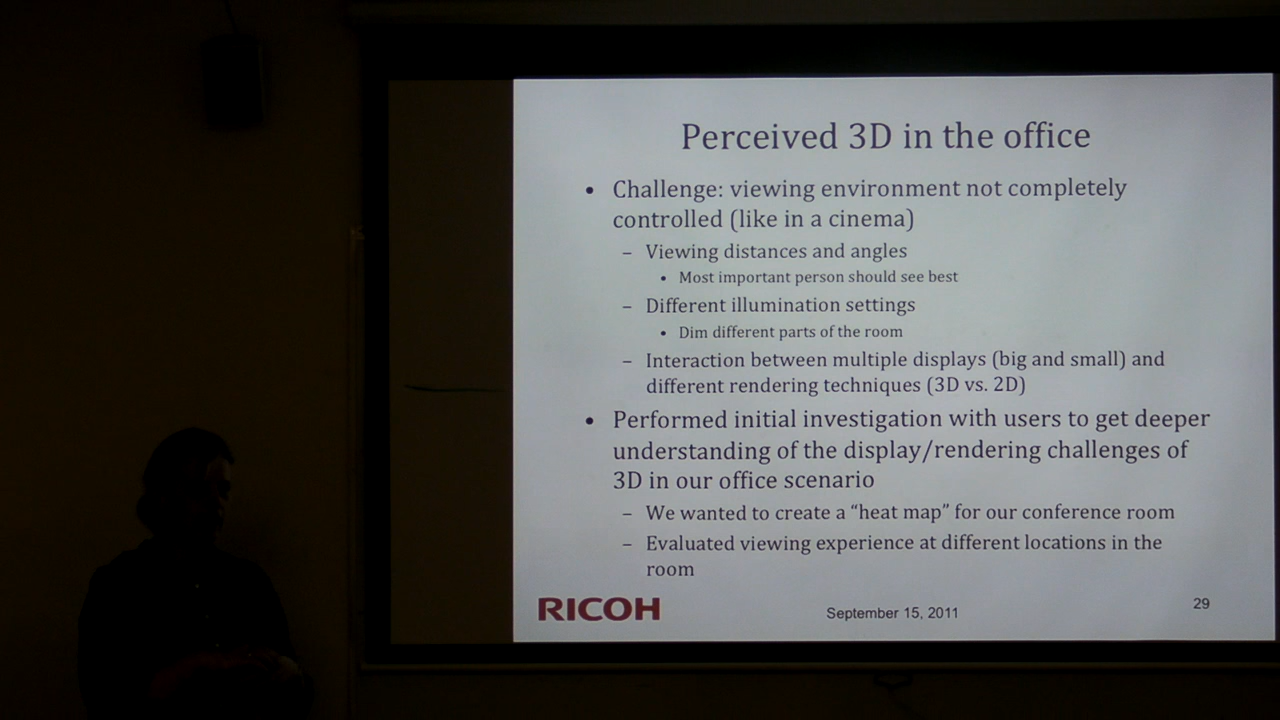 Perceived 3D in the office
• Challenge: viewing environment not completely
controlled (like in a cinema)
– Viewing distances and angles
• Most important person should see best
– Different illumination settings
• Dim different parts of the room
– Interaction between multiple displays (big and small) and
different rendering techniques (3D vs. 2D)
• Performed initial investigation with users to get deeper
understanding of the display/rendering challenges of
3D in our office scenario
– We wanted to create a “heat map” for our conference room
– Evaluated viewing experience at different locations in the
room
RICOH
September 15, 2011
29